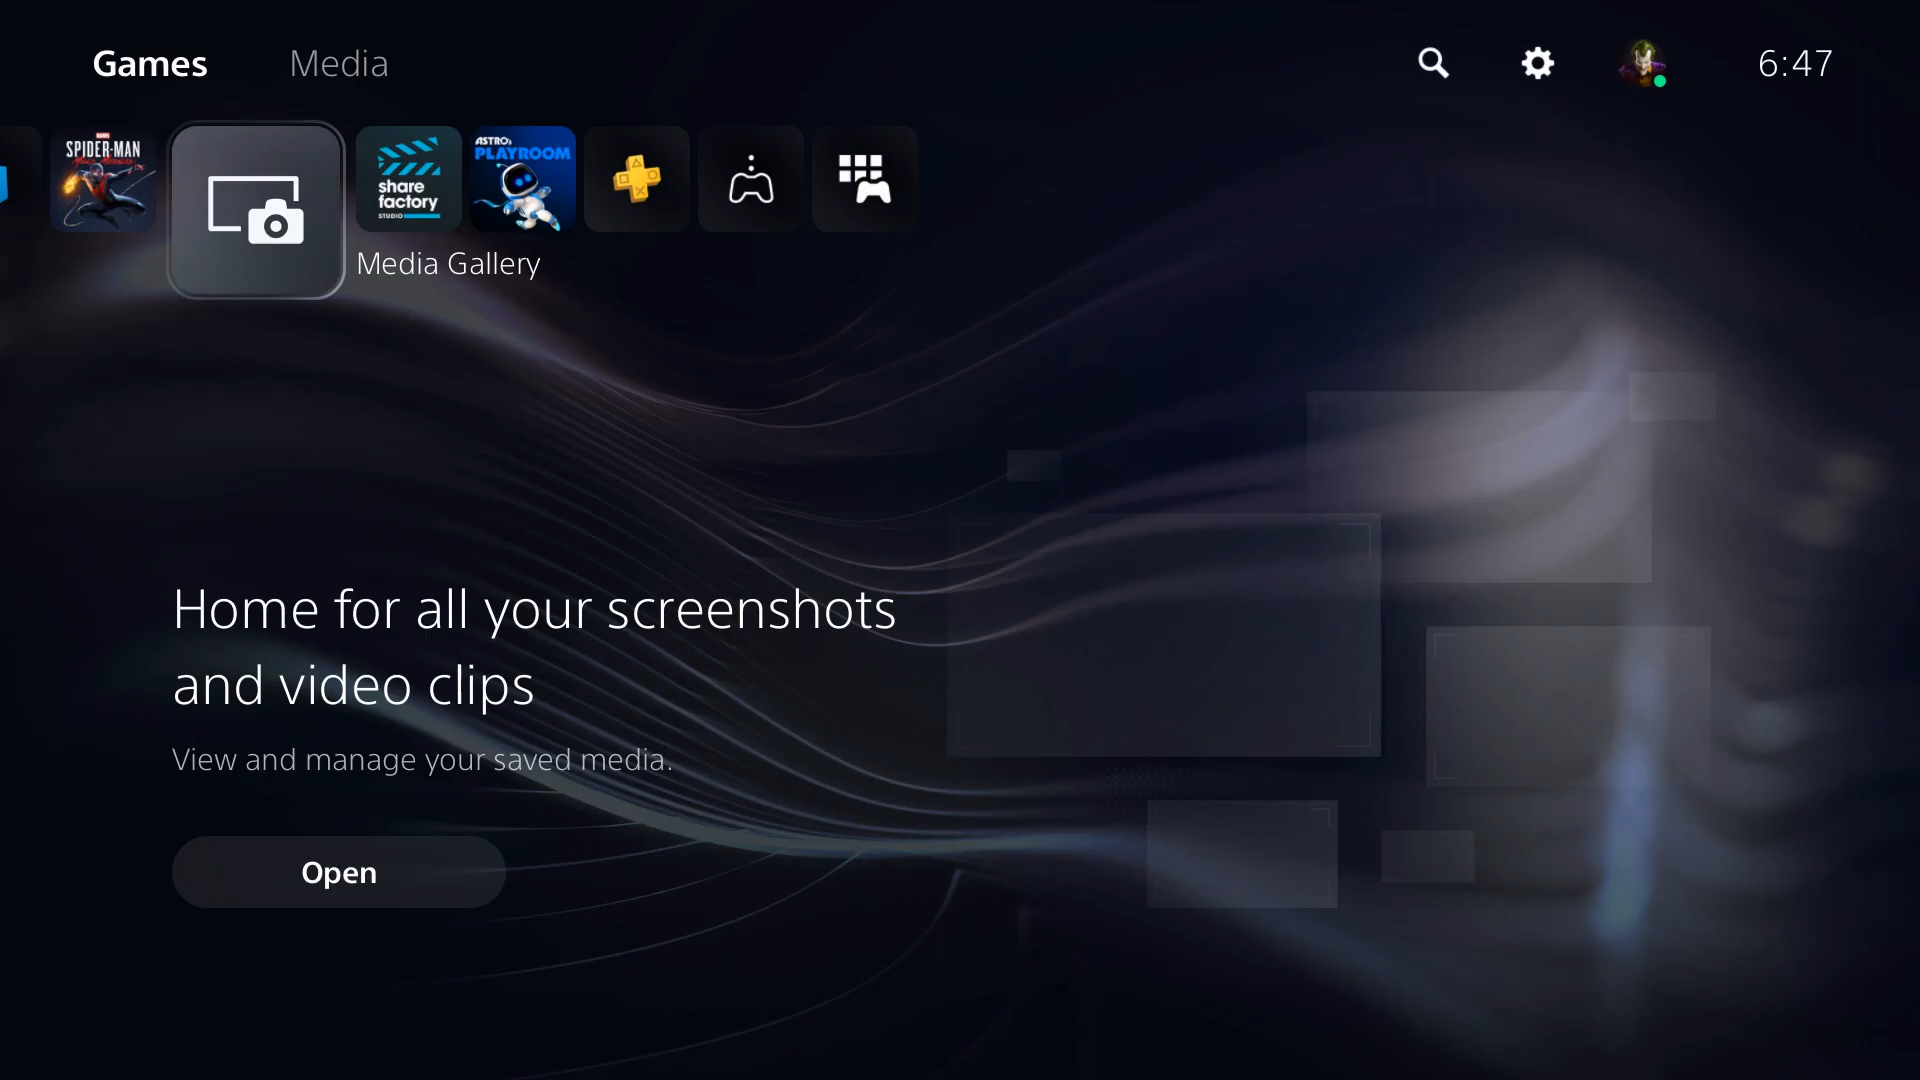 Games
Media
6:47
MARVEL
SPIDER-MAN
share
factory
STUDIO
ASTRO's
PLAYROOM
Media Gallery
Home for all your screenshots
and video clips
View and manage your saved media.
Open